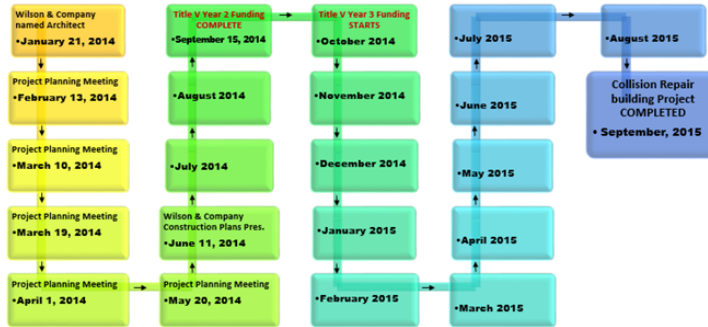 Wilson & Company
named Architect
•January 21, 2014
Project Planning Meeting
•February 13, 2014
Project Planning Meeting
•March 10, 2014
Project Planning Meeting
•March 19, 2014
Project Planning Meeting
•April 1, 2014
Project Planning Meeting
•May 20, 2014
Wilson & Company
Construction Plans Pres.
•June 11, 2014
•July 2014
•August 2014
Title V Year 2 Funding
COMPLETE
•September 15, 2014
Title V Year 3 Funding
STARTS
•October 2014
•November 2014
•December 2014
•January 2015
•February 2015
•March 2015
•April 2015
•May 2015
•June 2015
•July 2015
•August 2015
Collision Repair
building Project
COMPLETED
• September, 2015